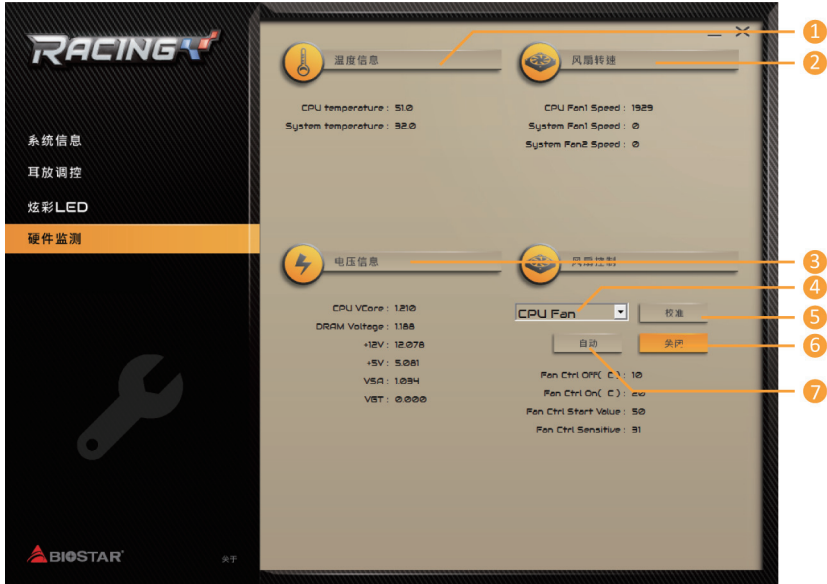 RACING
系统信息
耳放调控
炫彩LED
硬件监测
BIOSTAR
关于
温度信息
CPU temperature : 51.0
System temperature : 32.0
风扇转速
CPU Fan1 Speed : 1929
System Fan1 Speed : 0
System Fan2 Speed : 0
电压信息
CPU VCore : 1.210
DRAM Voltage : 1.188
+12V : 12.078
+5V : 5.081
VSA : 1.034
VGT : 0.000
风扇控制
CPU Fan
校准
自动
关闭
Fan Ctrl Off( C ) : 10
Fan Ctrl On( C ) : 20
Fan Ctrl Start Value : 50
Fan Ctrl Sensitive : 31
1
2
3
4
5
6
7